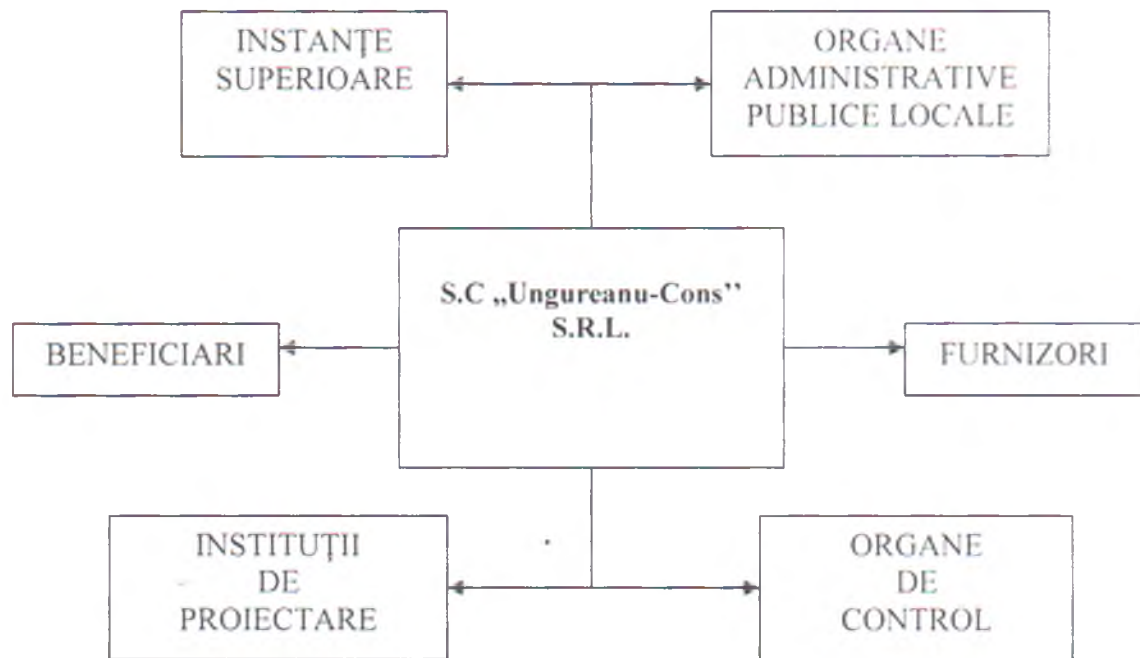 INSTANȚE
SUPERIOARE
ORGANE
ADMINISTRATIVE
PUBLICE LOCALE
S.C „Ungureanu-Cons’’
S.R.L.
BENEFICIARI
FURNIZORI
INSTITUȚII
DE
PROIECTARE
ORGANE
DE
CONTROL